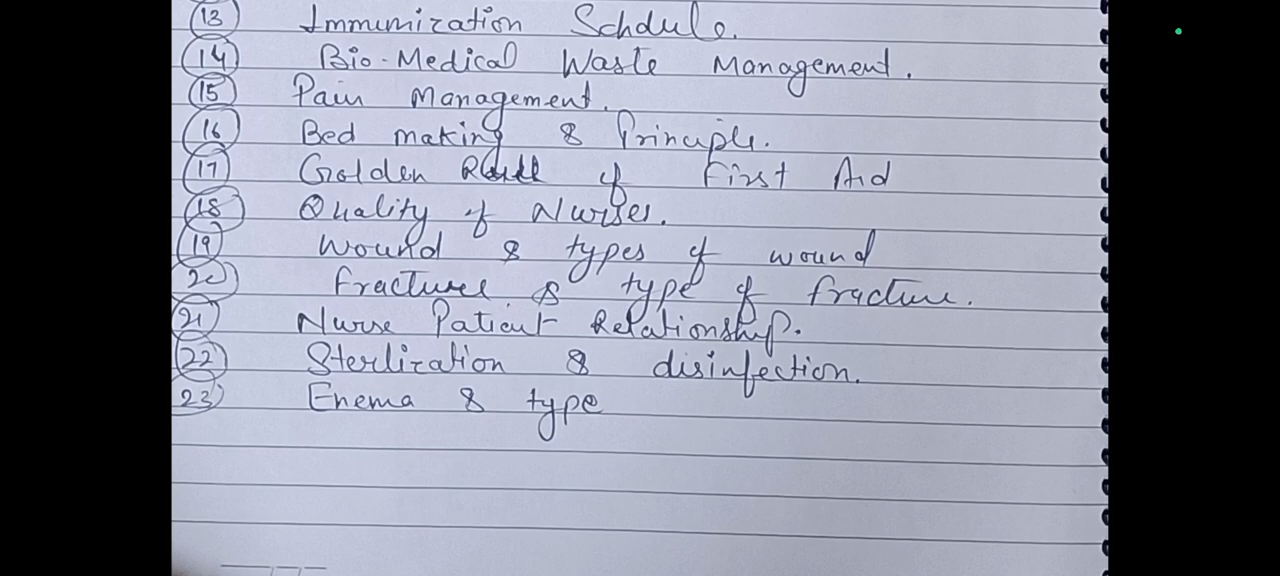 13 Immunization Schdule.
14 Bio-Medical Waste Management.
15 Pain Management.
16 Bed making & Principle.
17 Golden Rule of First Aid
18 Quality of Nurses.
19 Wound & types of wound
20 fracture & type of fracture.
21 Nurse Patient Relationship.
22 Sterlization & disinfection.
23 Enema & type